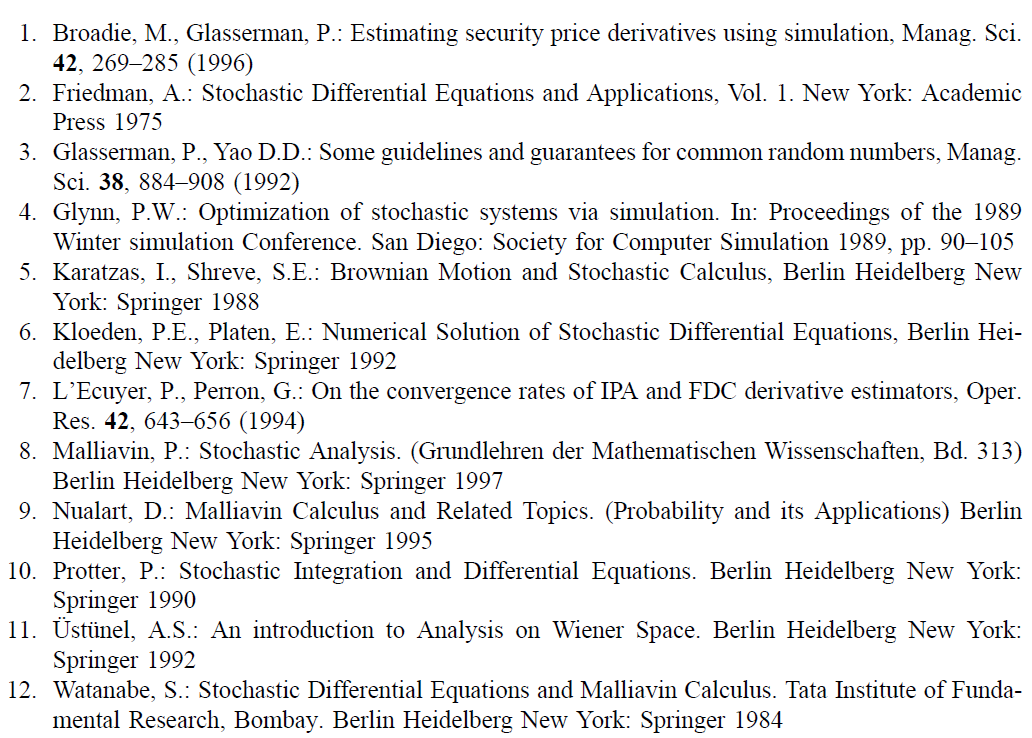 1. Broadie, M., Glasserman, P.: Estimating security price derivatives using simulation, Manag. Sci.
42, 269–285 (1996)
2. Friedman, A.: Stochastic Differential Equations and Applications, Vol. 1. New York: Academic
Press 1975
3. Glasserman, P., Yao D.D.: Some guidelines and guarantees for common random numbers, Manag.
Sci. 38, 884–908 (1992)
4. Glynn, P.W.: Optimization of stochastic systems via simulation. In: Proceedings of the 1989
Winter simulation Conference. San Diego: Society for Computer Simulation 1989, pp. 90–105
5. Karatzas, I., Shreve, S.E.: Brownian Motion and Stochastic Calculus, Berlin Heidelberg New
York: Springer 1988
6. Kloeden, P.E., Platen, E.: Numerical Solution of Stochastic Differential Equations, Berlin Hei-
delberg New York: Springer 1992
7. L’Ecuyer, P., Perron, G.: On the convergence rates of IPA and FDC derivative estimators, Oper.
Res. 42, 643–656 (1994)
8. Malliavin, P.: Stochastic Analysis. (Grundlehren der Mathematischen Wissenschaften, Bd. 313)
Berlin Heidelberg New York: Springer 1997
9. Nualart, D.: Malliavin Calculus and Related Topics. (Probability and its Applications) Berlin
Heidelberg New York: Springer 1995
10. Protter, P.: Stochastic Integration and Differential Equations. Berlin Heidelberg New York:
Springer 1990
11. Üstünel, A.S.: An introduction to Analysis on Wiener Space. Berlin Heidelberg New York:
Springer 1992
12. Watanabe, S.: Stochastic Differential Equations and Malliavin Calculus. Tata Institute of Funda-
mental Research, Bombay. Berlin Heidelberg New York: Springer 1984